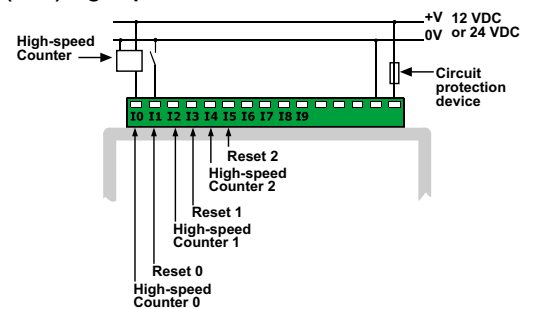 +V 12 VDC
0V or 24 VDC
High-speed
Counter
Circuit
protection
device
I0 I1 I2 I3 I4 I5 I6 I7 I8 I9
Reset 2
High-speed
Counter 2
Reset 1
High-speed
Counter 1
Reset 0
High-speed
Counter 0